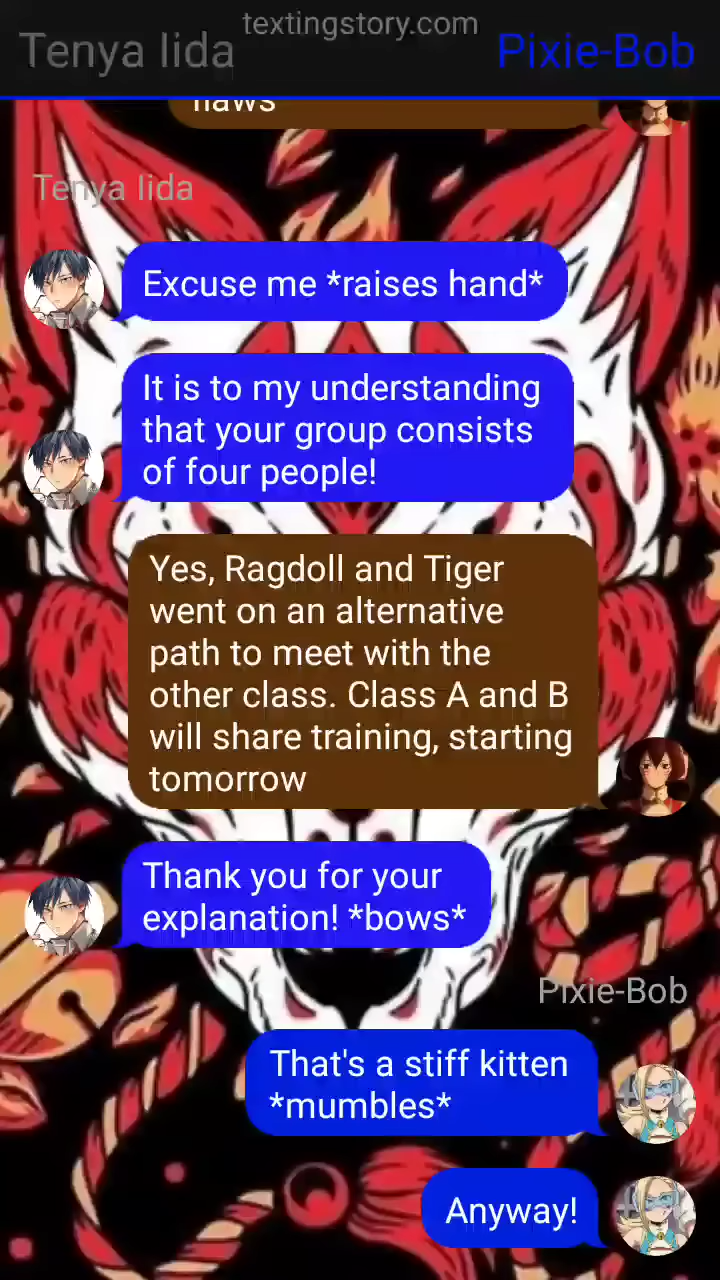 textingstory.com
Tenya Iida
Pixie-Bob
naws
Tenya Iida
Excuse me *raises hand*
It is to my understanding
that your group consists
of four people!
Yes, Ragdoll and Tiger
went on an alternative
path to meet with the
other class. Class A and B
will share training, starting
tomorrow
Thank you for your
explanation! *bows*
Pixie-Bob
That's a stiff kitten
*mumbles*
Anyway!